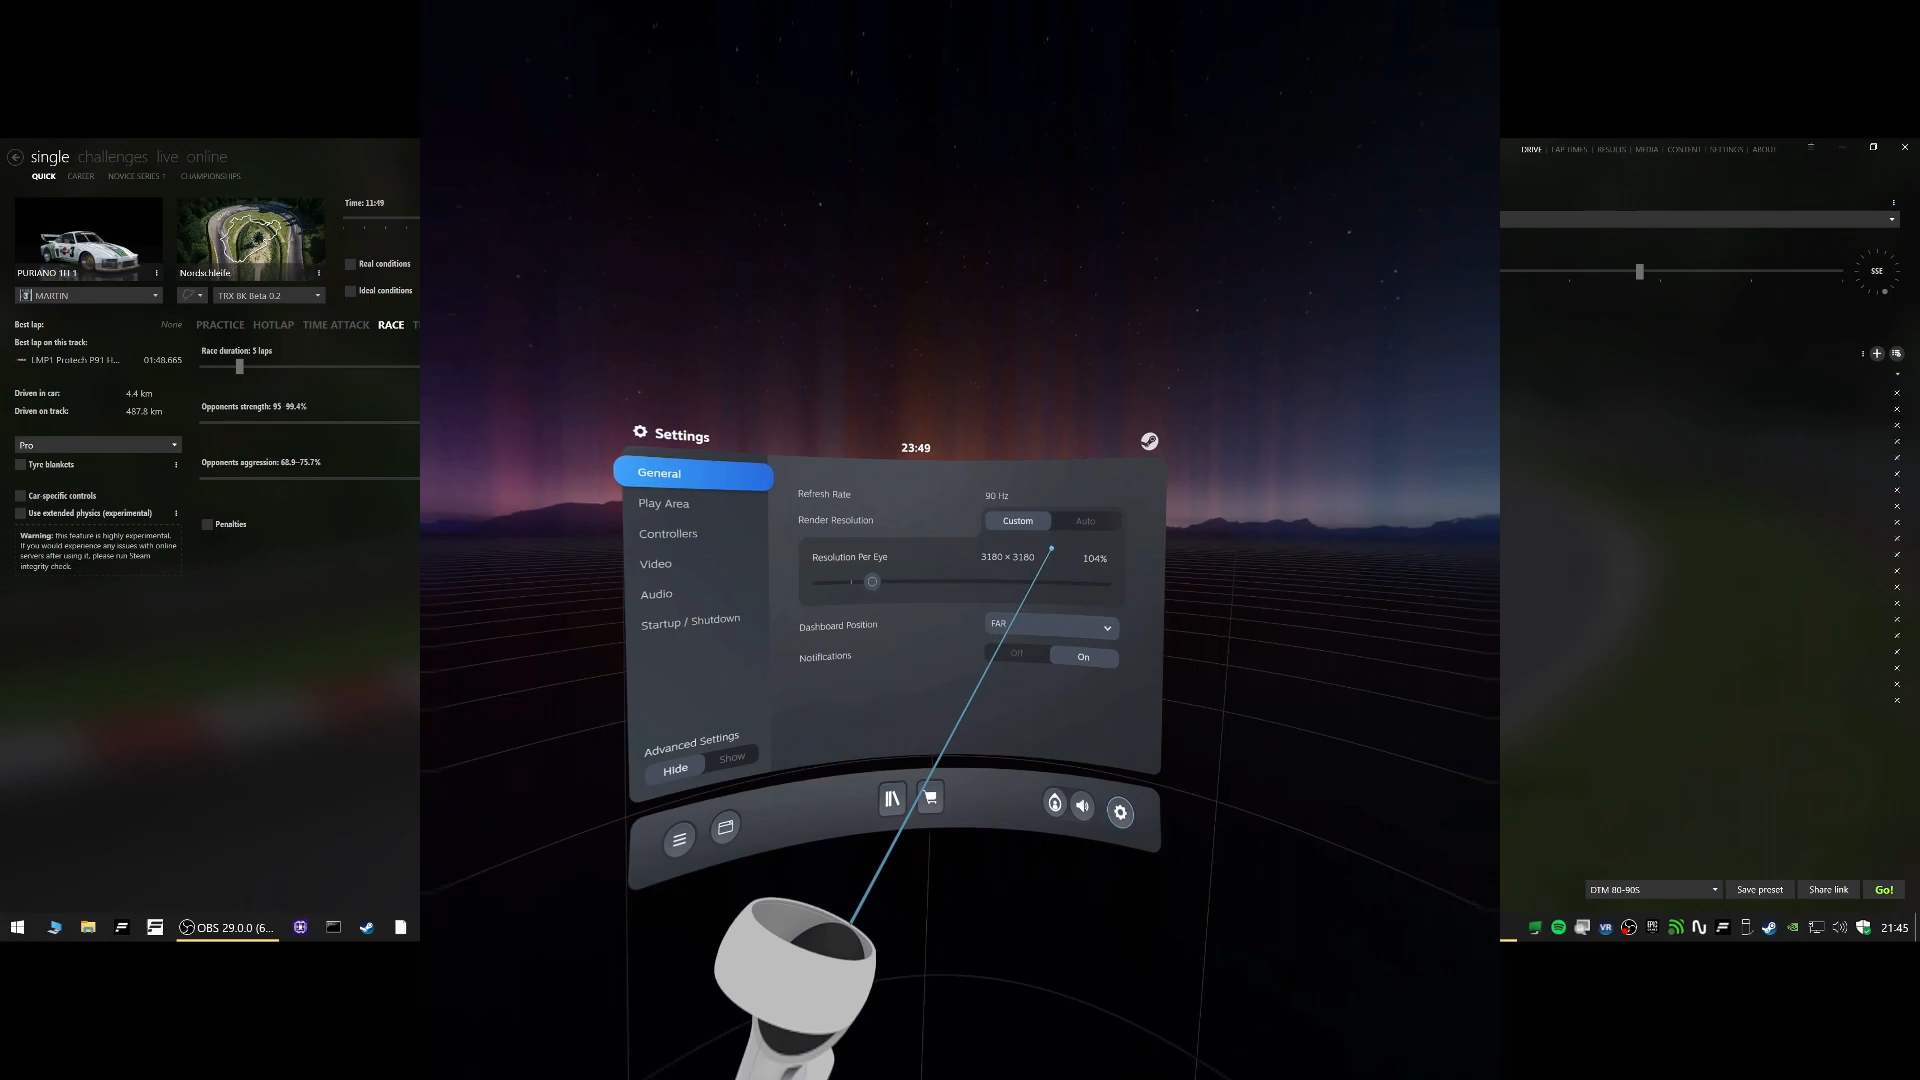 single challenges live online
QUICK CAREER NOVICE SERIES 1 CHAMPIONSHIPS
PURIANO 1H 1
3 MARTIN
Best lap: None
Best lap on this track:
LMP1 Protech P91 H... 01:48.665
Driven in car: 4.4 km
Driven on track: 487.8 km
Pro
Tyre blankets
Car-specific controls
Use extended physics (experimental)
Warning: this feature is highly experimental.
If you would experience any issues with online
servers after using it, please run Steam
integrity check.
Nordschleife
TRX BK Beta 0.2
Time: 11:49
Real conditions
Ideal conditions
PRACTICE HOTLAP TIME ATTACK RACE T
Race duration: 5 laps
Opponents strength: 95–99.4%
Opponents aggression: 68.9–75.7%
Penalties
OBS 29.0.0 (6...
Settings
23:49
General
Play Area
Controllers
Video
Audio
Startup / Shutdown
Advanced Settings
Hide Show
Refresh Rate 90 Hz
Render Resolution Custom Auto
Resolution Per Eye 3180 × 3180 104%
Dashboard Position FAR
Notifications Off On
DRIVE LAP TIMES RESULTS MEDIA CONTENT SETTINGS ABOUT
SSE
DTM 80-90S Save preset Share link Go!
VR EPIC
21:45